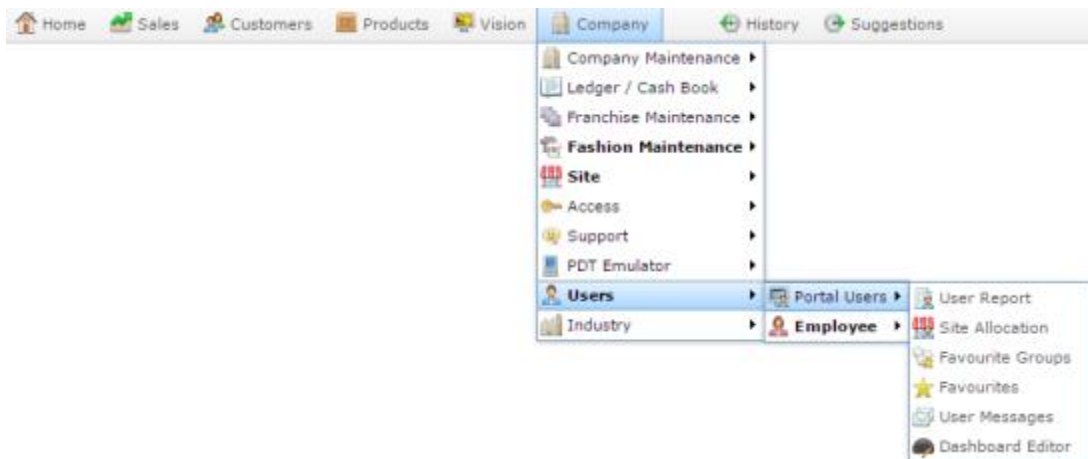 Home Sales Customers Products Vision Company History Suggestions
Company Maintenance
Ledger / Cash Book
Franchise Maintenance
Fashion Maintenance
Site
Access
Support
PDT Emulator
Users Portal Users User Report
Industry Employee Site Allocation
Favourite Groups
Favourites
User Messages
Dashboard Editor